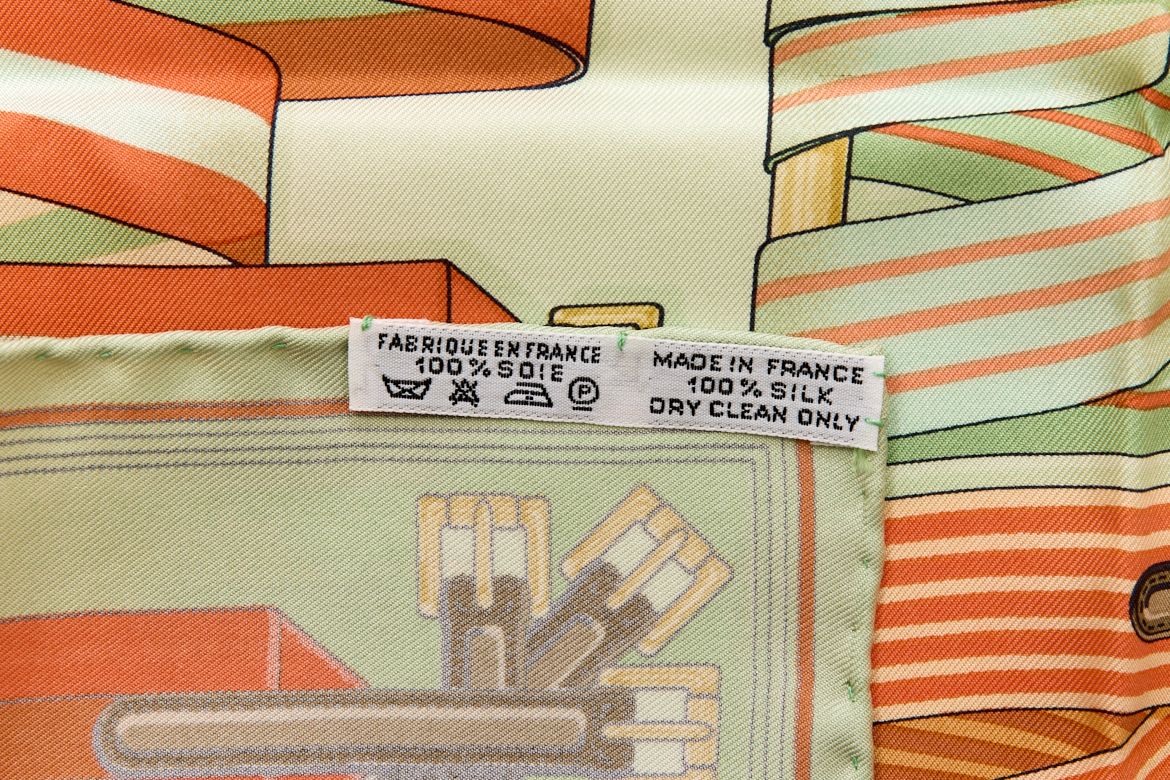 FABRIQUE EN FRANCE
100 % SOIE
P
MADE IN FRANCE
100 % SILK
DRY CLEAN ONLY